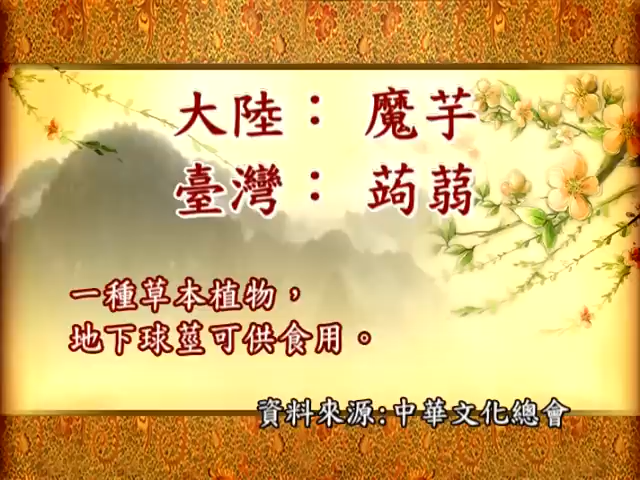 大陸：魔芋
臺灣：蒟蒻
一種草本植物，
地下球莖可供食用。
資料來源:中華文化總會